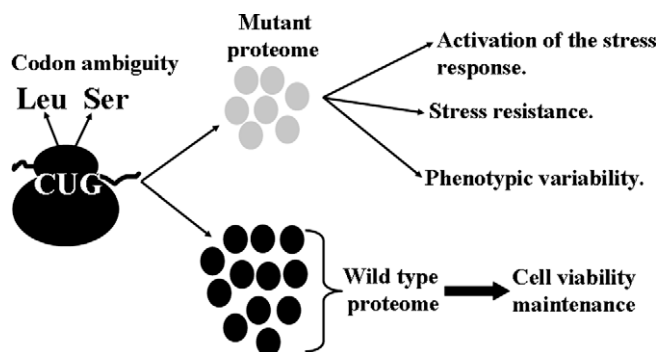 Codon ambiguity
Leu Ser
CUG
Mutant
proteome
Activation of the stress
response.
Stress resistance.
Phenotypic variability.
Wild type
proteome
Cell viability
maintenance